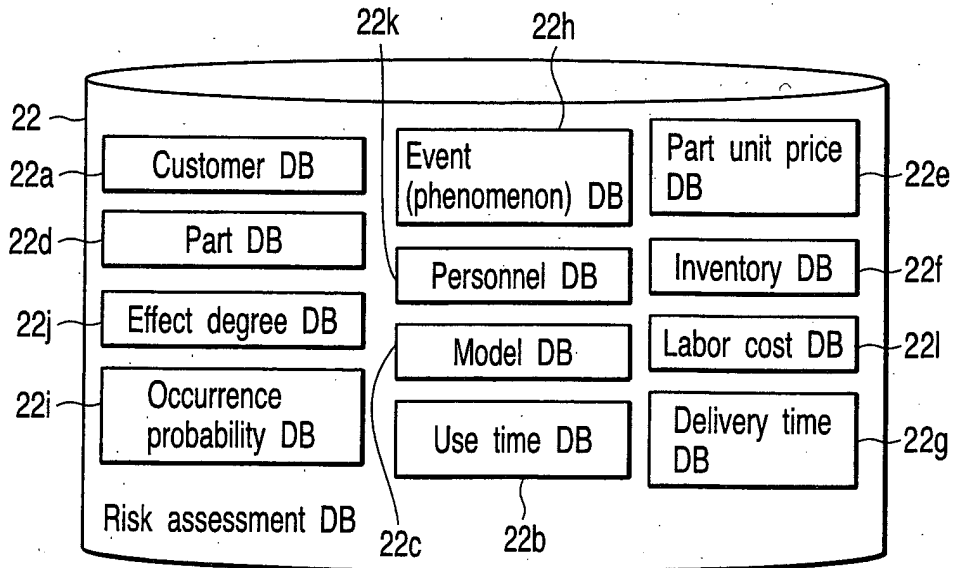 22k
22h
22
22a
Customer DB
Event
(phenomenon) DB
Part unit price
DB
22e
22d
Part DB
Personnel DB
Inventory DB
22f
22j
Effect degree DB
Model DB
Labor cost DB
22l
22i
Occurrence
probability DB
Use time DB
Delivery time
DB
22g
Risk assessment DB
22c
22b